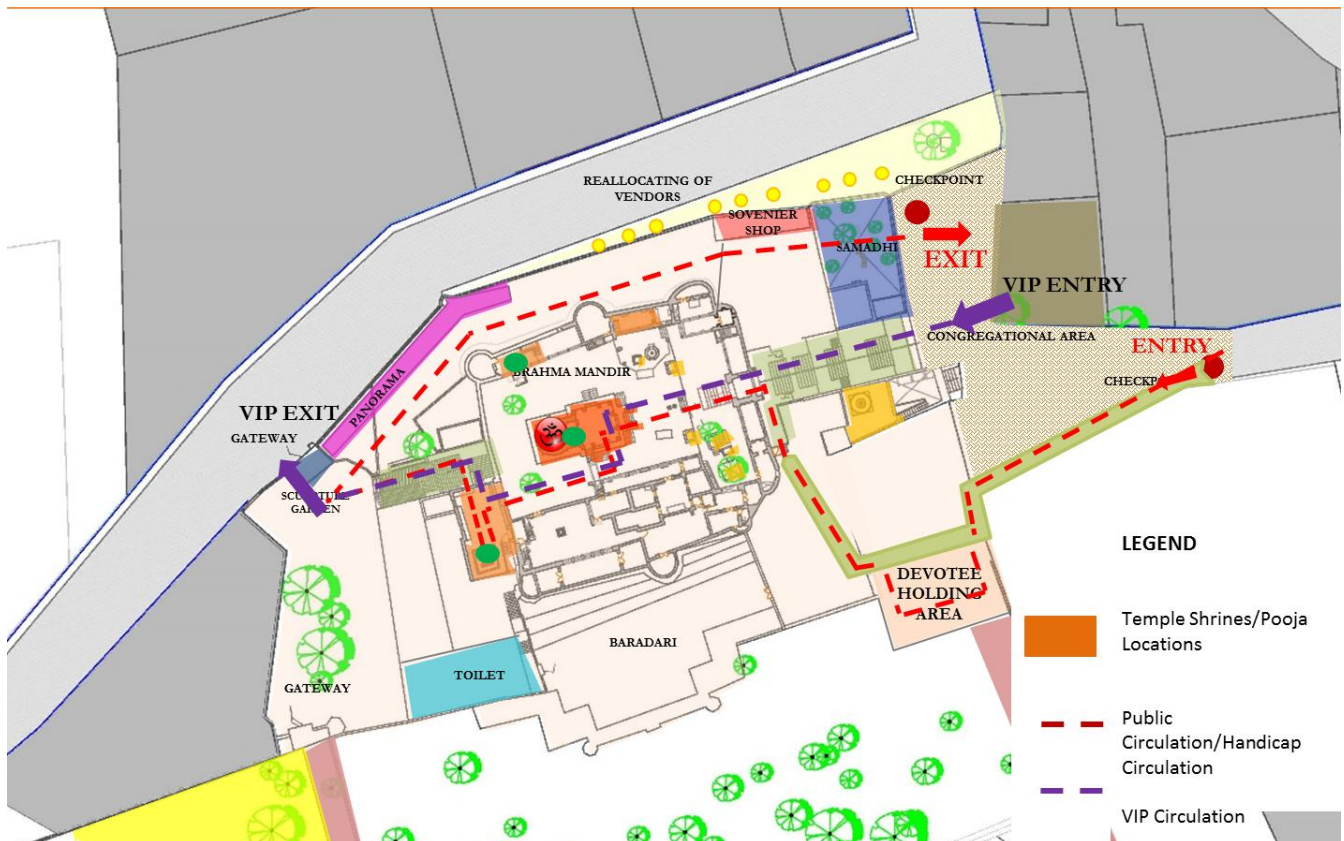 REALLOCATING OF
VENDORS
CHECKPOINT
SOVENIER
SHOP
SAMADHI
EXIT
VIP ENTRY
CONGREGATIONAL AREA
ENTRY
BRAHMA MANDIR
ॐ
PANORAMA
VIP EXIT
GATEWAY
GARDEN
DEVOTEE
HOLDING
AREA
BARADARI
TOILET
GATEWAY
LEGEND
Temple Shrines/Pooja
Locations
Public
Circulation/Handicap
Circulation
VIP Circulation